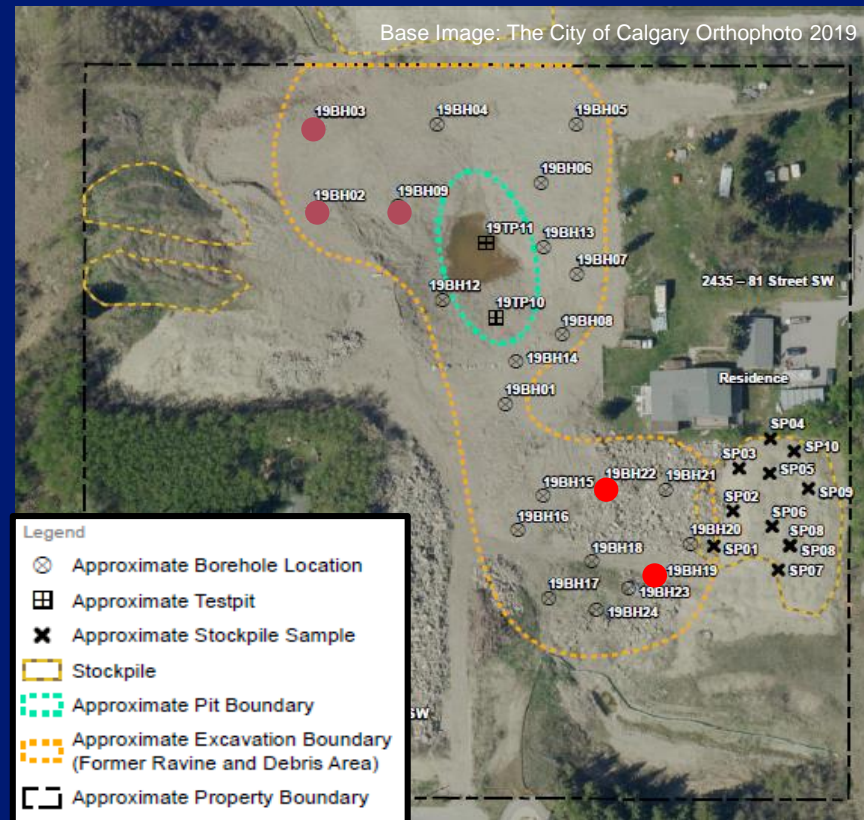 Base Image: The City of Calgary Orthophoto 2019
19BH03
19BH04
19BH05
19BH06
19BH02
19BH09
19TP11
19BH13
19BH07
2435 – 81 Street SW
19BH12
19TP10
19BH08
19BH14
Residence
19BH01
SP04
SP10
SP03
SP05
19BH22
19BH21
19BH15
SP09
SP02
19BH16
SP06
19BH20
SP08
19BH18
SP01
SP08
19BH19
SP07
19BH17
19BH23
19BH24
SW
Legend
Approximate Borehole Location
Approximate Testpit
Approximate Stockpile Sample
Stockpile
Approximate Pit Boundary
Approximate Excavation Boundary
(Former Ravine and Debris Area)
Approximate Property Boundary